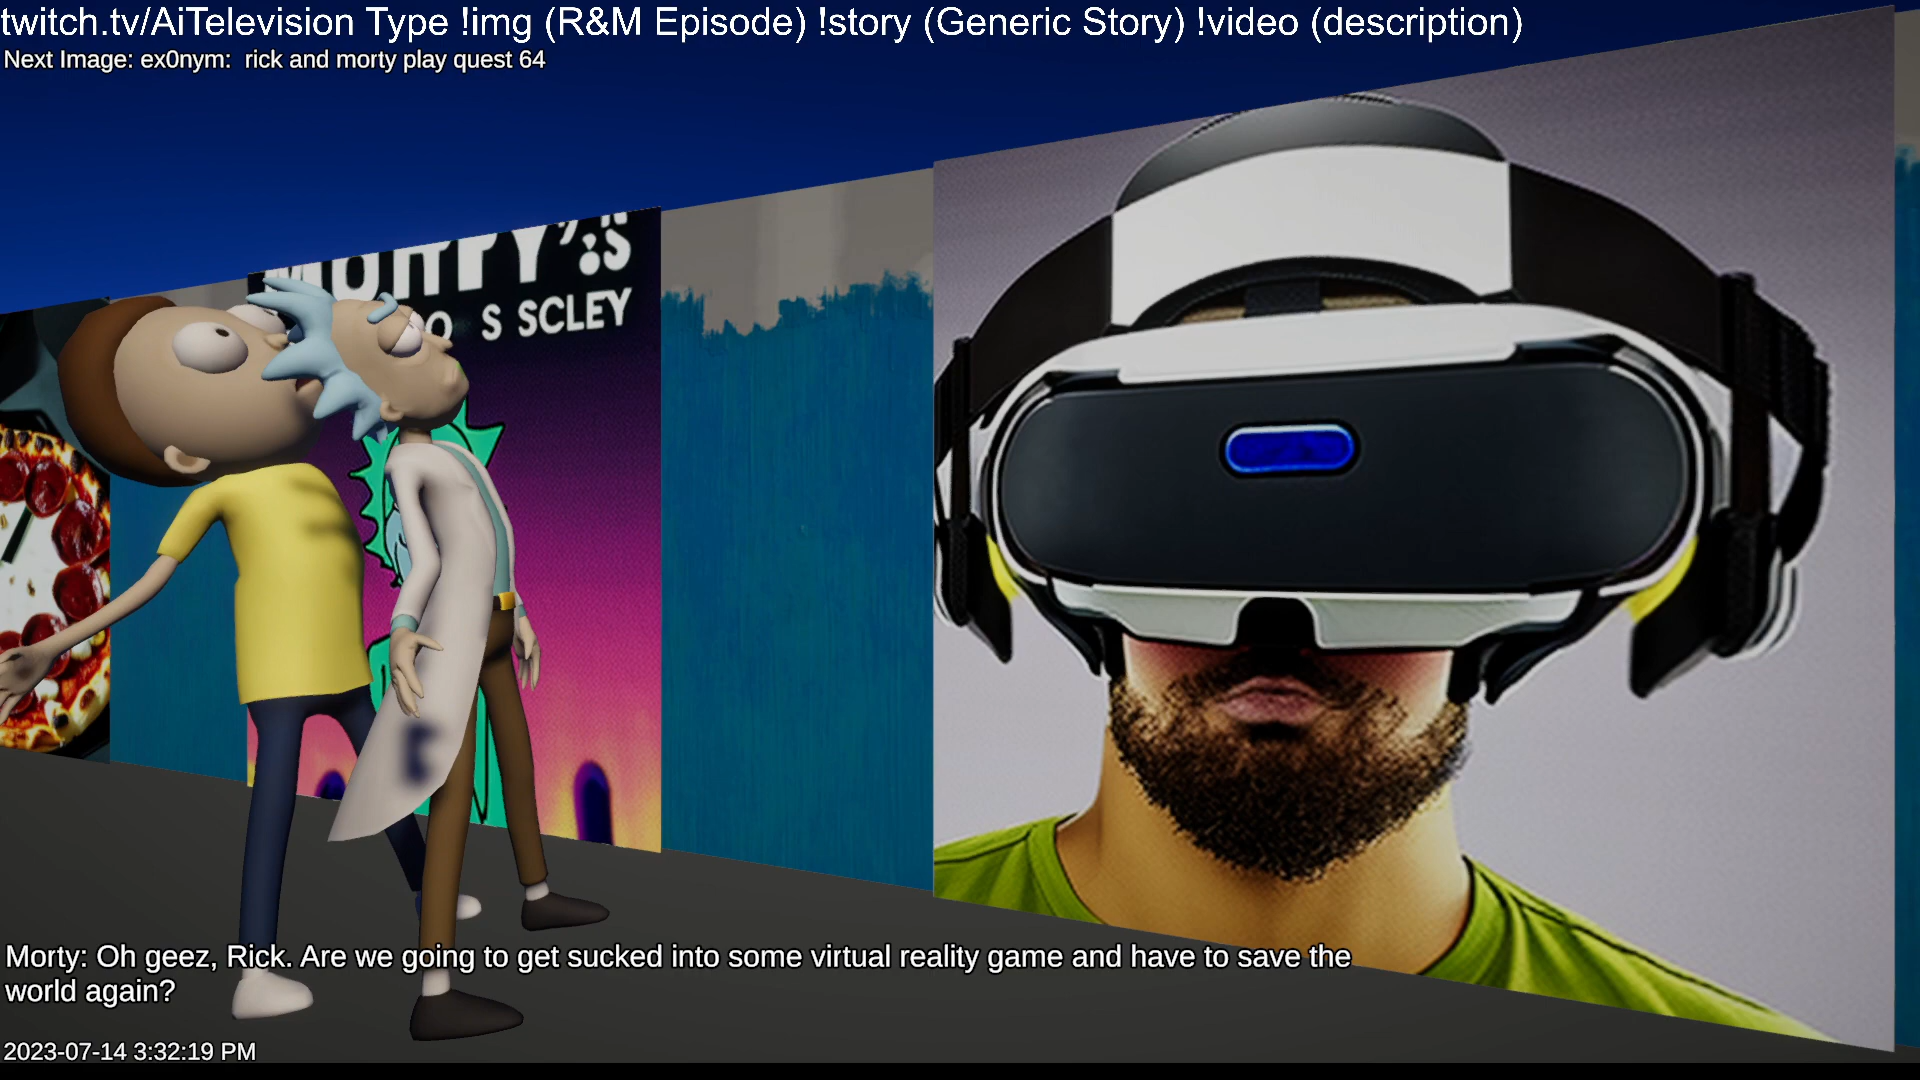 twitch.tv/AiTelevision Type !img (R&M Episode) !story (Generic Story) !video (description)
Next Image: ex0nym:  rick and morty play quest 64
S SCLEY
Morty: Oh geez, Rick. Are we going to get sucked into some virtual reality game and have to save the
world again?
2023-07-14 3:32:19 PM